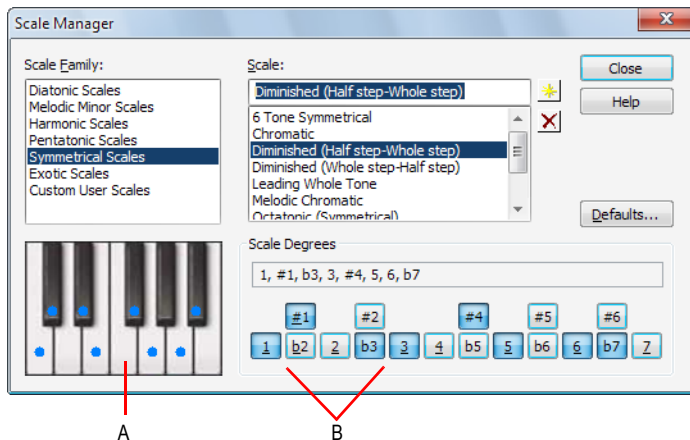 Scale Manager
Scale Family:
Diatonic Scales
Melodic Minor Scales
Harmonic Scales
Pentatonic Scales
Symmetrical Scales
Exotic Scales
Custom User Scales
Scale:
Diminished (Half step-Whole step)
6 Tone Symmetrical
Chromatic
Diminished (Half step-Whole step)
Diminished (Whole step-Half step)
Leading Whole Tone
Melodic Chromatic
Octatonic (Symmetrical)
Close
Help
Defaults...
Scale Degrees
1, #1, b3, 3, #4, 5, 6, b7
#1 #2 #4 #5 #6
1 b2 2 b3 3 4 b5 5 b6 6 b7 7
A B